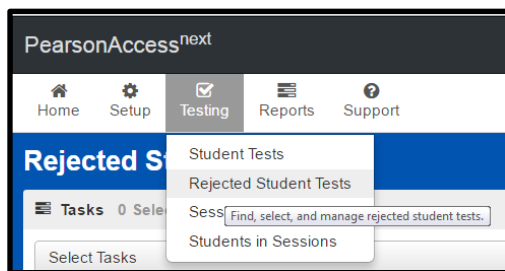 PearsonAccessnext
Home Setup Testing Reports Support
Rejected St
Student Tests
Rejected Student Tests
Tasks 0 Sele
Sess
Find, select, and manage rejected student tests.
Students in Sessions
Select Tasks